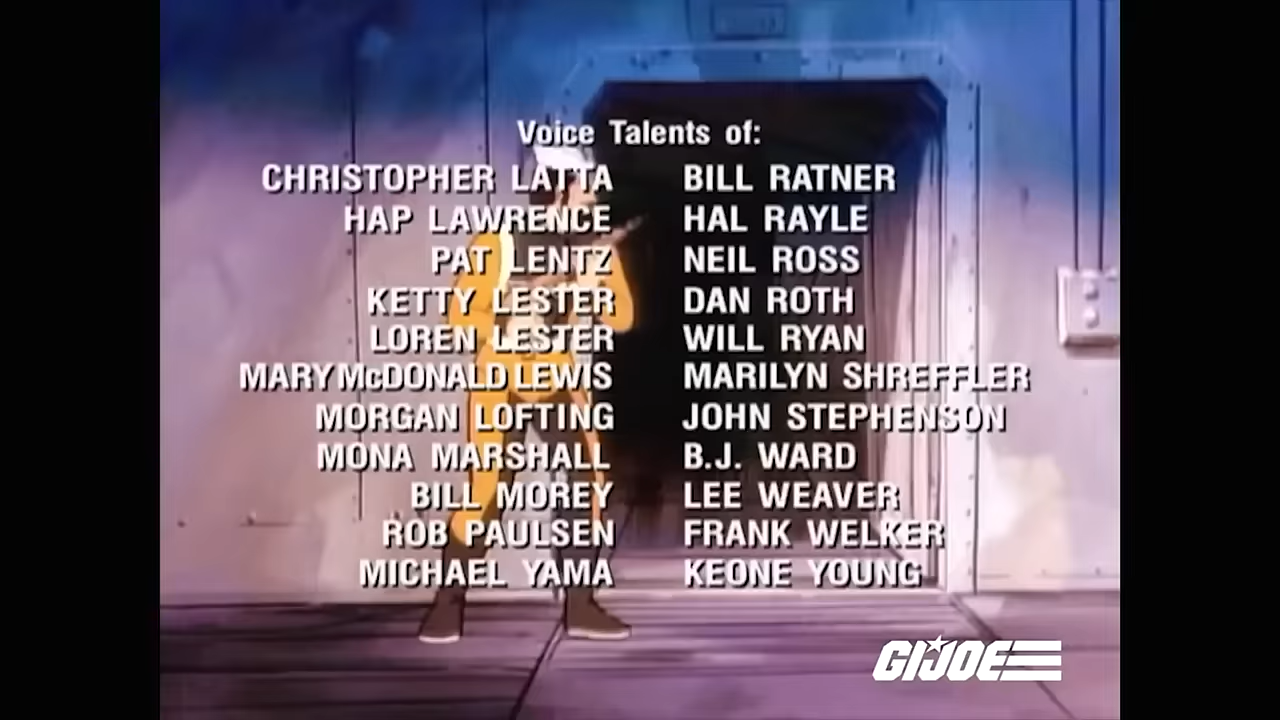 Voice Talents of:
CHRISTOPHER LATTA BILL RATNER
HAP LAWRENCE HAL RAYLE
PAT LENTZ NEIL ROSS
KETTY LESTER DAN ROTH
LOREN LESTER WILL RYAN
MARY McDONALD LEWIS MARILYN SHREFFLER
MORGAN LOFTING JOHN STEPHENSON
MONA MARSHALL B.J. WARD
BILL MOREY LEE WEAVER
ROB PAULSEN FRANK WELKER
MICHAEL YAMA KEONE YOUNG
GIJOE